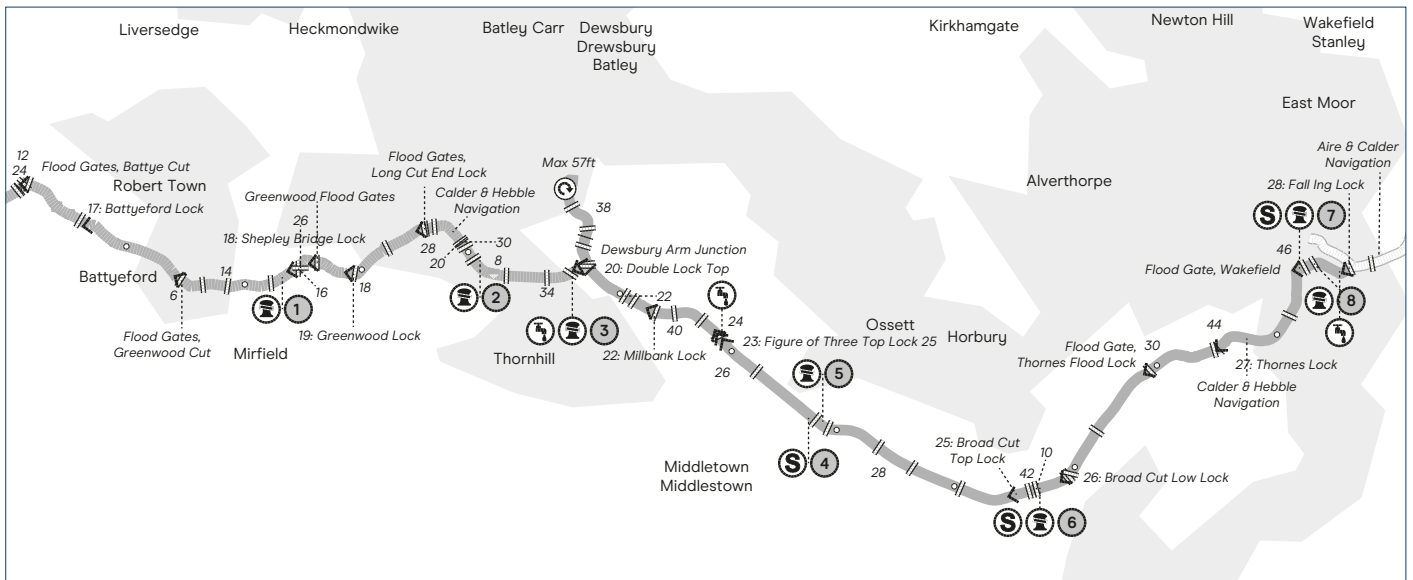 Liversedge
Heckmondwike
Batley Carr
Dewsbury
Drewsbury
Batley
Kirkhamgate
Newton Hill
Wakefield
Stanley
East Moor
Aire & Calder
Navigation
28: Fall Ing Lock
Alverthorpe
12
24
Flood Gates, Battye Cut
Robert Town
17: Battyeford Lock
Battyeford
6
Flood Gates,
Greenwood Cut
14
Greenwood Flood Gates
26
18: Shepley Bridge Lock
16
1
Mirfield
18
19: Greenwood Lock
Flood Gates,
Long Cut End Lock
Calder & Hebble
Navigation
28
20
30
8
2
34
Max 57ft
38
Dewsbury Arm Junction
20: Double Lock Top
3
Thornhill
22
22: Millbank Lock
40
24
23: Figure of Three Top Lock 25
26
Ossett
Horbury
5
S
4
Middletown
Middlestown
28
25: Broad Cut
Top Lock
42
10
26: Broad Cut Low Lock
S
6
Flood Gate,
Thornes Flood Lock
30
44
27: Thornes Lock
Calder & Hebble
Navigation
S
7
46
Flood Gate, Wakefield
8